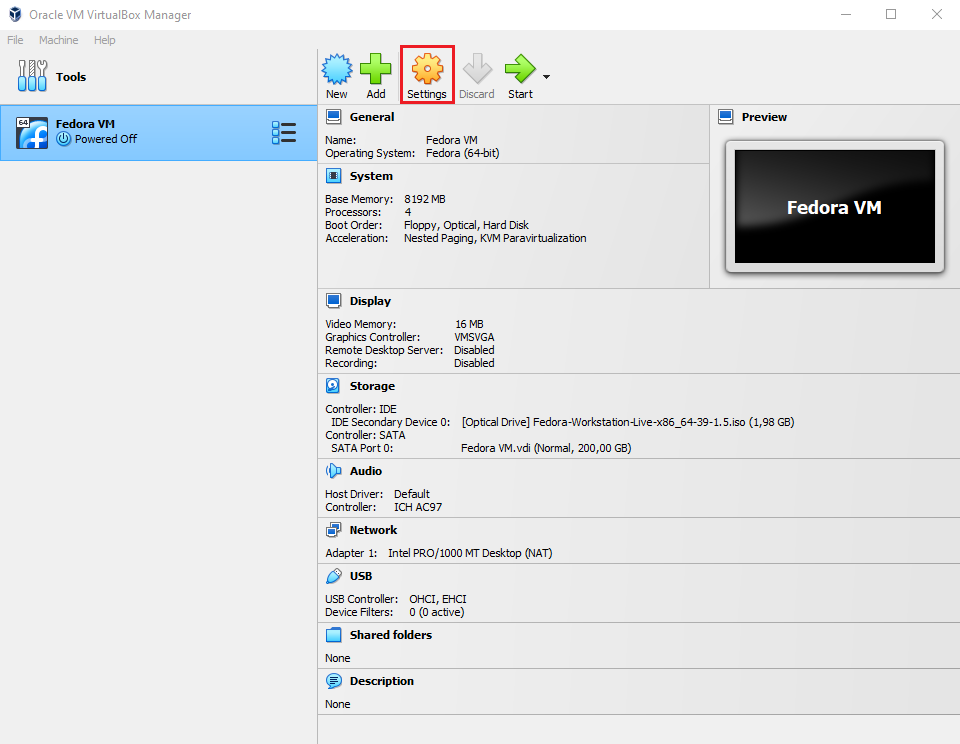 Oracle VM VirtualBox Manager
File Machine Help
Tools
New Add Settings Discard Start
64
Fedora VM
Powered Off
General
Name: Fedora VM
Operating System: Fedora (64-bit)
Preview
Fedora VM
System
Base Memory: 8192 MB
Processors: 4
Boot Order: Floppy, Optical, Hard Disk
Acceleration: Nested Paging, KVM Paravirtualization
Display
Video Memory: 16 MB
Graphics Controller: VMSVGA
Remote Desktop Server: Disabled
Recording: Disabled
Storage
Controller: IDE
IDE Secondary Device 0: [Optical Drive] Fedora-Workstation-Live-x86_64-39-1.5.iso (1,98 GB)
Controller: SATA
SATA Port 0: Fedora VM.vdi (Normal, 200,00 GB)
Audio
Host Driver: Default
Controller: ICH AC97
Network
Adapter 1: Intel PRO/1000 MT Desktop (NAT)
USB
USB Controller: OHCI, EHCI
Device Filters: 0 (0 active)
Shared folders
None
Description
None